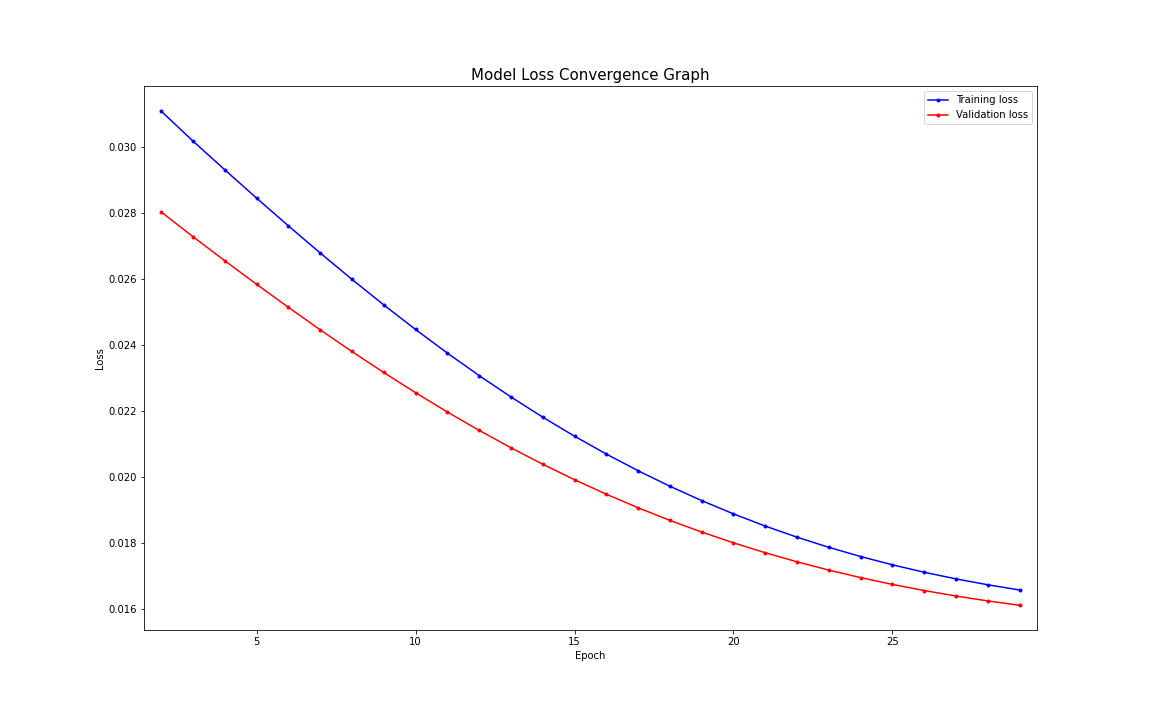 Model Loss Convergence Graph
Training loss
Validation loss
0.030
0.028
0.026
0.024
0.022
0.020
0.018
0.016
Loss
5 10 15 20 25
Epoch